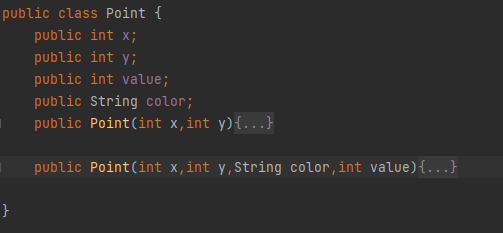 public class Point {
public int x;
public int y;
public int value;
public String color;
public Point(int x,int y){...}
public Point(int x,int y,String color,int value){...}
}